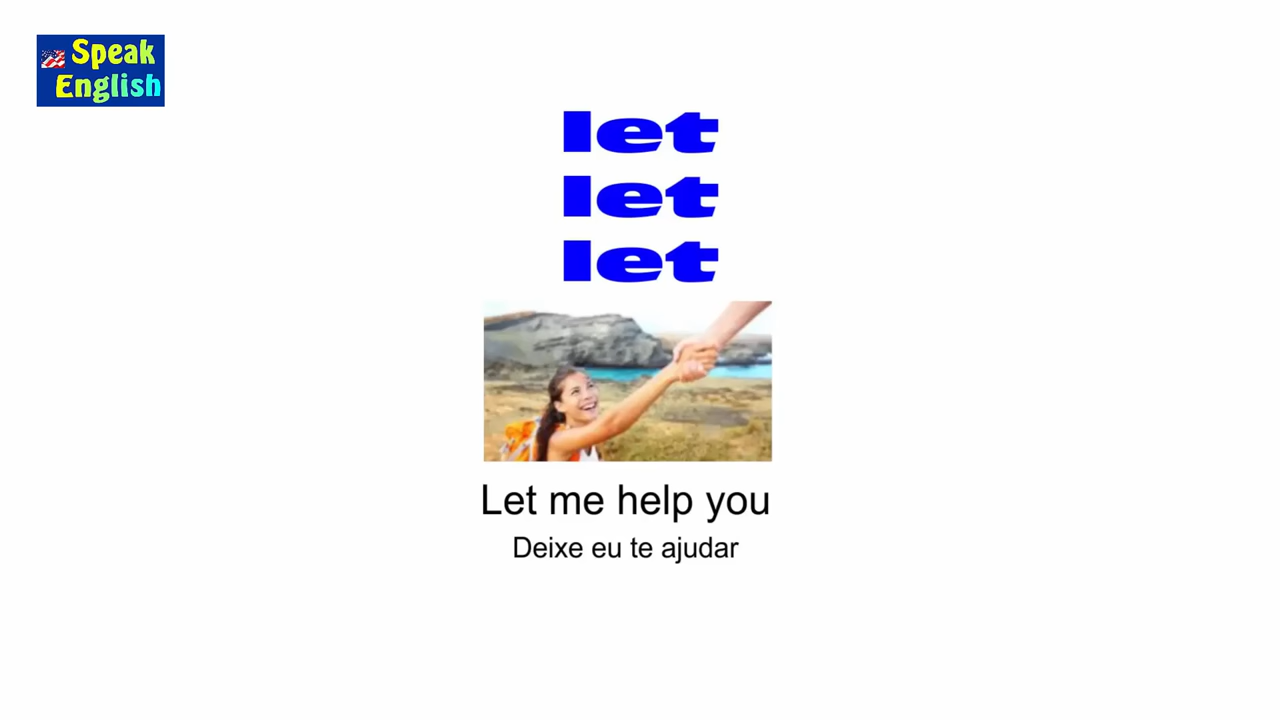 Speak
English
let
let
let
Let me help you
Deixe eu te ajudar